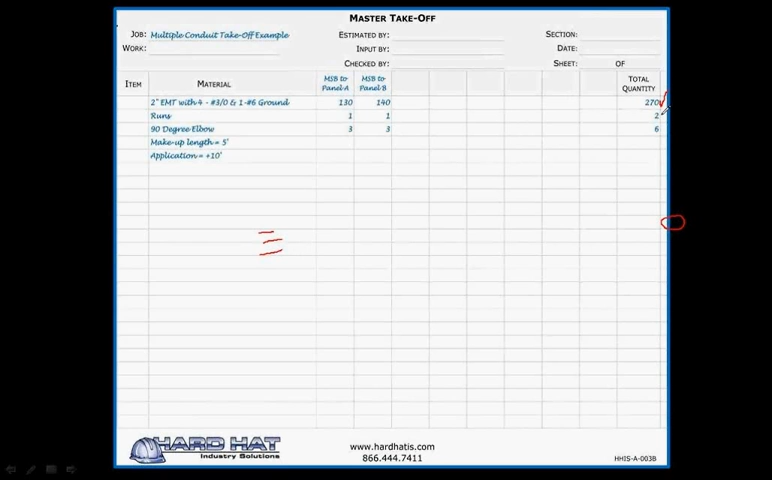 MASTER TAKE-OFF
JOB: Multiple Conduit Take-Off Example ESTIMATED BY: SECTION:
WORK: INPUT BY: DATE:
CHECKED BY: SHEET: OF
ITEM MATERIAL MSB to Panel A MSB to Panel B TOTAL QUANTITY
2" EMT with 4 - #3/0 & 1-#6 Ground 130 140 270
Runs 1 1 2
90 Degree Elbow 3 3 6
Make-up length = 5'
Application = +10'
HARD HAT
Industry Solutions
www.hardhatis.com
866.444.7411
HHIS-A-003B